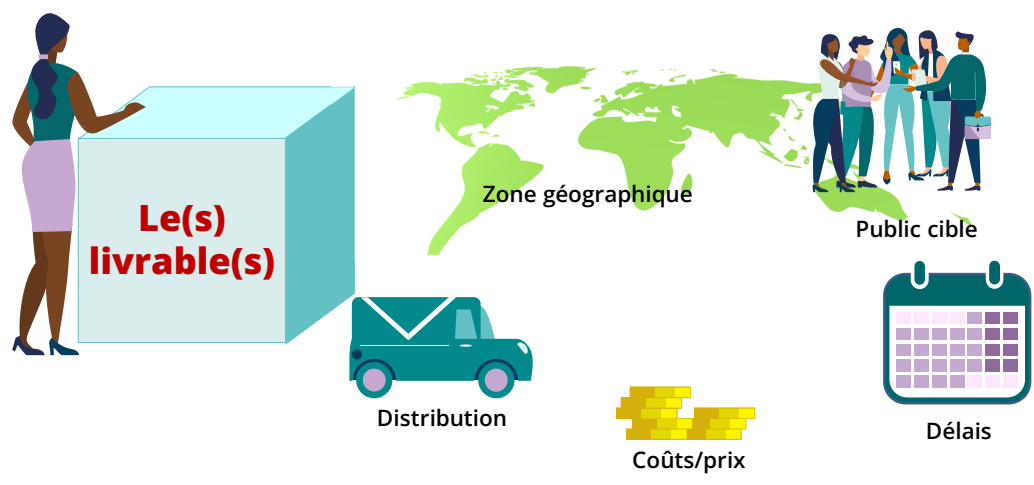 Le(s)
livrable(s)
Zone géographique
Public cible
Distribution
Coûts/prix
Délais